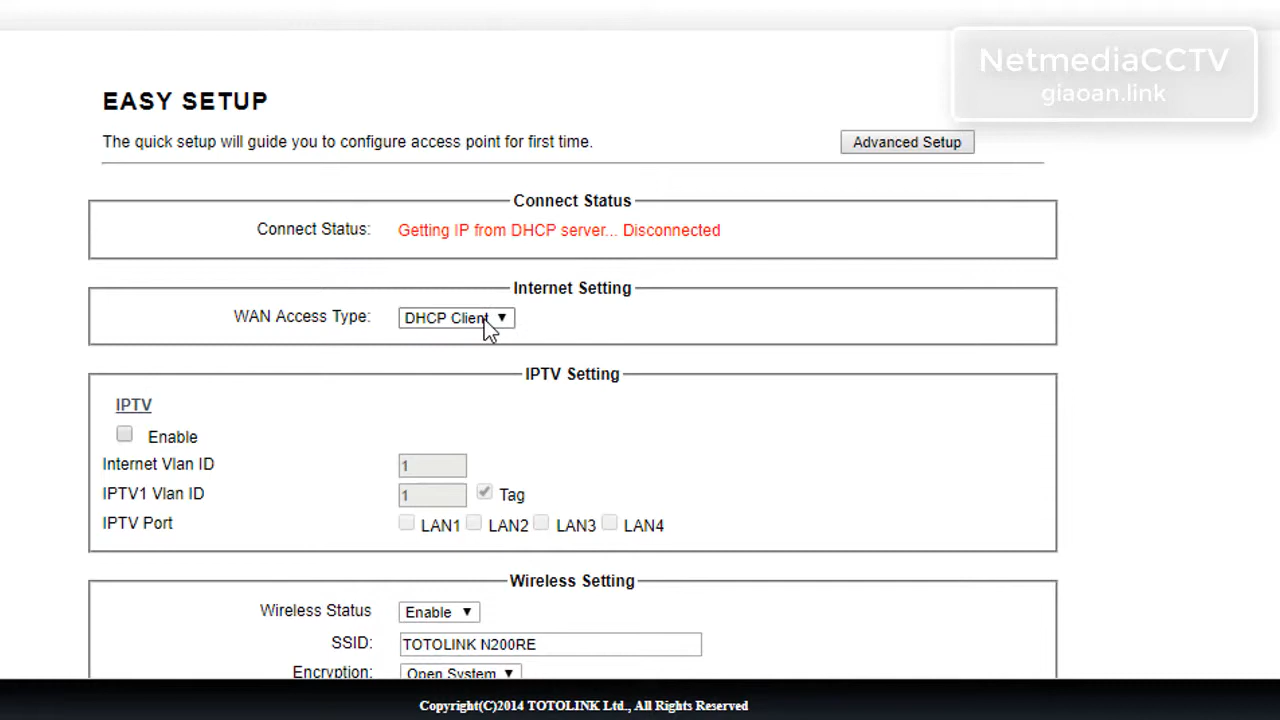 NetmediaCCTV
giaoan.link
EASY SETUP
The quick setup will guide you to configure access point for first time.
Advanced Setup
Connect Status
Connect Status: Getting IP from DHCP server... Disconnected
Internet Setting
WAN Access Type: DHCP Client
IPTV Setting
IPTV
Enable
Internet Vlan ID 1
IPTV1 Vlan ID 1 Tag
IPTV Port LAN1 LAN2 LAN3 LAN4
Wireless Setting
Wireless Status Enable
SSID: TOTOLINK N200RE
Encryption: Open System
Copyright(C)2014 TOTOLINK Ltd., All Rights Reserved